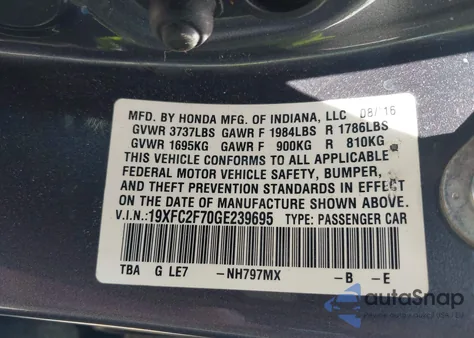 MFD. BY HONDA MFG. OF INDIANA, LLC 08/16
GVWR 3737LBS GAWR F 1984LBS R 1786LBS
GVWR 1695KG GAWR F 900KG R 810KG
THIS VEHICLE CONFORMS TO ALL APPLICABLE
FEDERAL MOTOR VEHICLE SAFETY, BUMPER,
AND THEFT PREVENTION STANDARDS IN EFFECT
ON THE DATE OF MANUFACTURE SHOWN ABOVE.
V.I.N.: 19XFC2F70GE239695 TYPE: PASSENGER CAR
TBA G LE7 -NH797MX -B -E
autoSnap